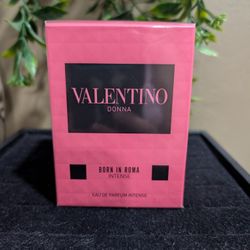 VALENTINO
DONNA
BORN IN ROMA
INTENSE
EAU DE PARFUM INTENSE